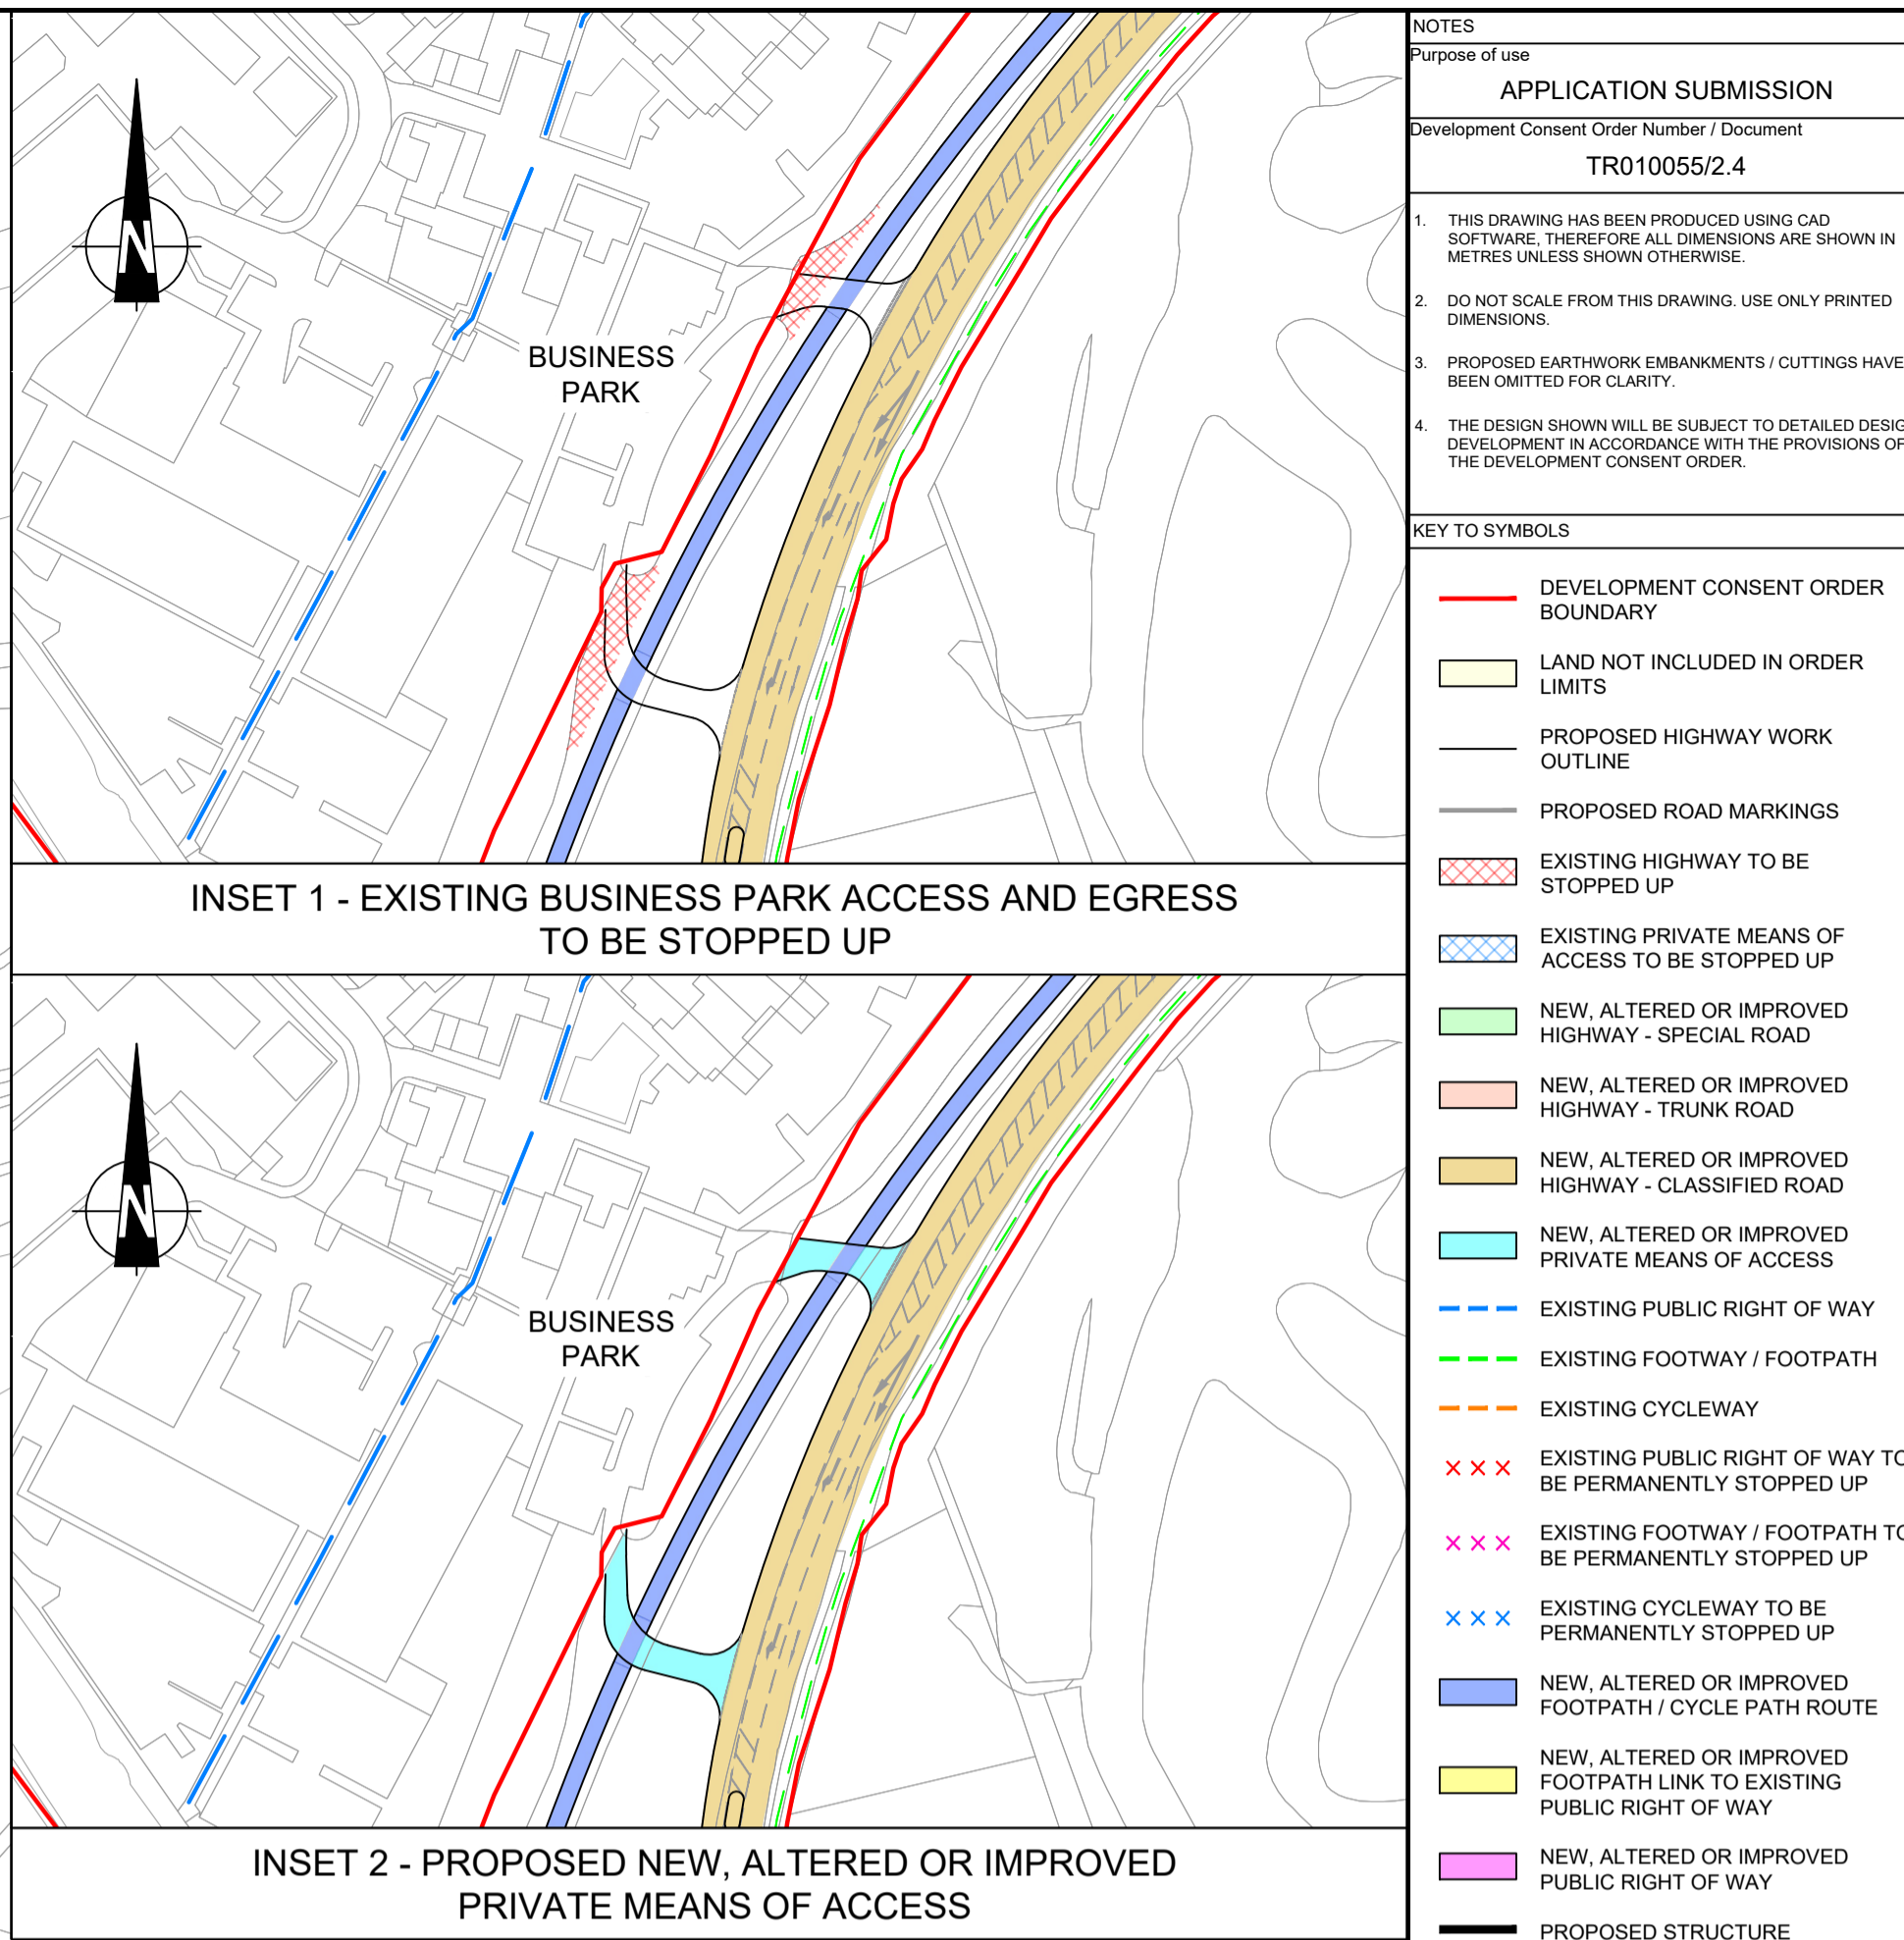 N
BUSINESS
PARK
INSET 1 - EXISTING BUSINESS PARK ACCESS AND EGRESS
TO BE STOPPED UP
N
BUSINESS
PARK
INSET 2 - PROPOSED NEW, ALTERED OR IMPROVED
PRIVATE MEANS OF ACCESS
NOTES
Purpose of use
APPLICATION SUBMISSION
Development Consent Order Number / Document
TR010055/2.4
1. THIS DRAWING HAS BEEN PRODUCED USING CAD
SOFTWARE, THEREFORE ALL DIMENSIONS ARE SHOWN IN
METRES UNLESS SHOWN OTHERWISE.
2. DO NOT SCALE FROM THIS DRAWING. USE ONLY PRINTED
DIMENSIONS.
3. PROPOSED EARTHWORK EMBANKMENTS / CUTTINGS HAVE
BEEN OMITTED FOR CLARITY.
4. THE DESIGN SHOWN WILL BE SUBJECT TO DETAILED DESIG
DEVELOPMENT IN ACCORDANCE WITH THE PROVISIONS OF
THE DEVELOPMENT CONSENT ORDER.
KEY TO SYMBOLS
DEVELOPMENT CONSENT ORDER
BOUNDARY
LAND NOT INCLUDED IN ORDER
LIMITS
PROPOSED HIGHWAY WORK
OUTLINE
PROPOSED ROAD MARKINGS
EXISTING HIGHWAY TO BE
STOPPED UP
EXISTING PRIVATE MEANS OF
ACCESS TO BE STOPPED UP
NEW, ALTERED OR IMPROVED
HIGHWAY - SPECIAL ROAD
NEW, ALTERED OR IMPROVED
HIGHWAY - TRUNK ROAD
NEW, ALTERED OR IMPROVED
HIGHWAY - CLASSIFIED ROAD
NEW, ALTERED OR IMPROVED
PRIVATE MEANS OF ACCESS
EXISTING PUBLIC RIGHT OF WAY
EXISTING FOOTWAY / FOOTPATH
EXISTING CYCLEWAY
EXISTING PUBLIC RIGHT OF WAY TO
BE PERMANENTLY STOPPED UP
EXISTING FOOTWAY / FOOTPATH TO
BE PERMANENTLY STOPPED UP
EXISTING CYCLEWAY TO BE
PERMANENTLY STOPPED UP
NEW, ALTERED OR IMPROVED
FOOTPATH / CYCLE PATH ROUTE
NEW, ALTERED OR IMPROVED
FOOTPATH LINK TO EXISTING
PUBLIC RIGHT OF WAY
NEW, ALTERED OR IMPROVED
PUBLIC RIGHT OF WAY
PROPOSED STRUCTURE